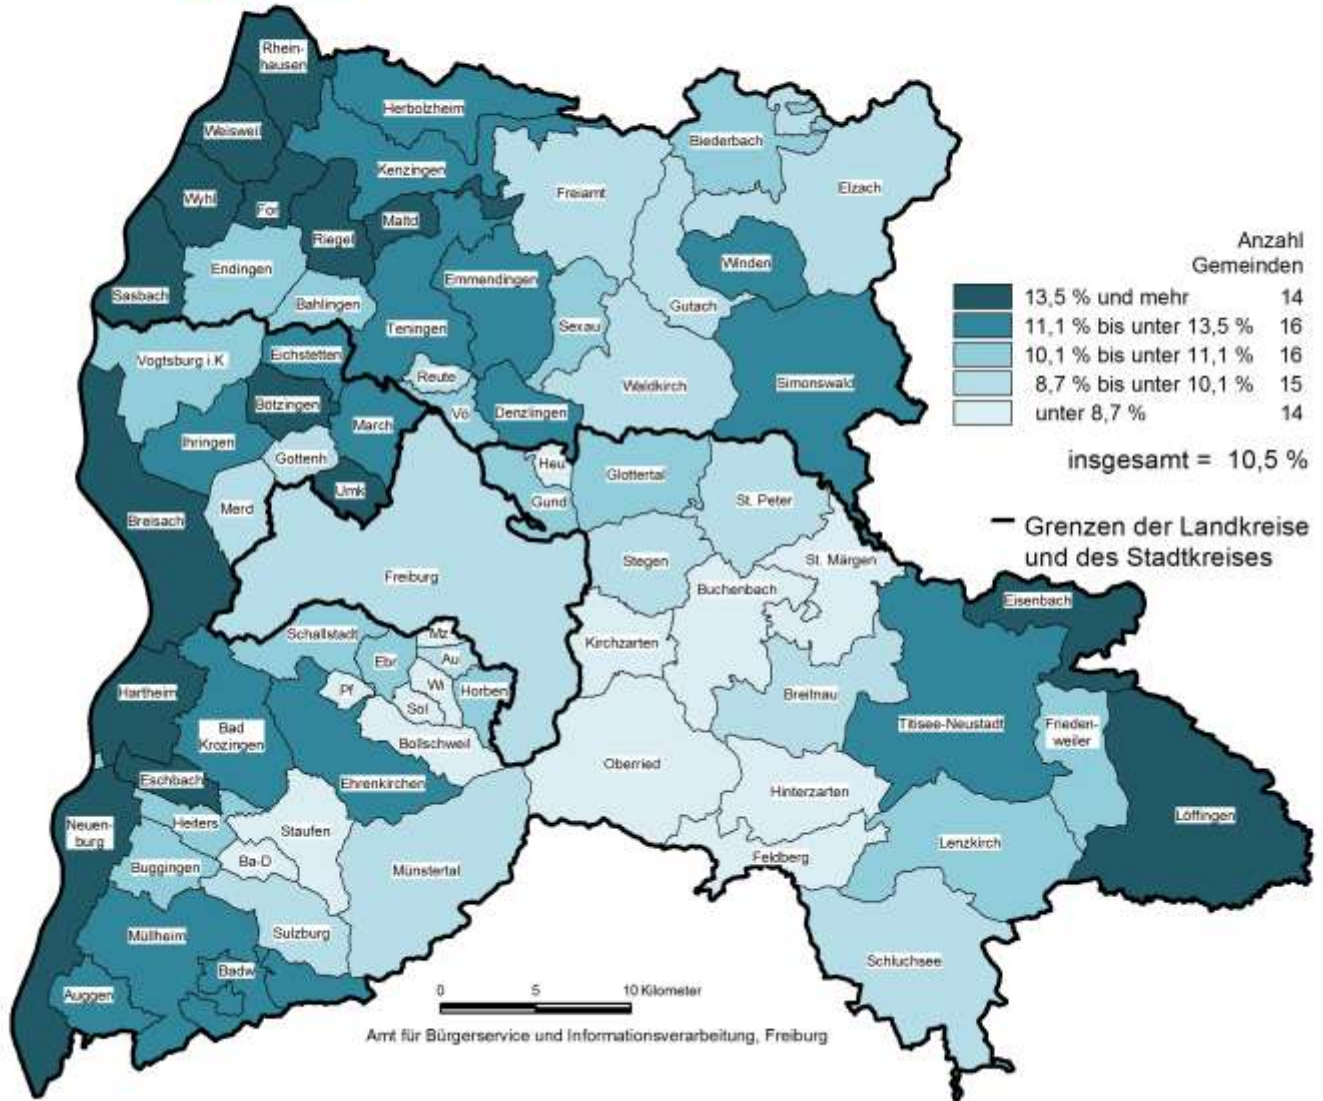 Rhein-
hausen
Herbolzheim
Weisweil
Biederbach
Kenzingen
Elzach
Freiamt
Wyhl
For
Maltd
Riegel
Anzahl
Gemeinden
Endingen
Winden
Emmendingen
Sasbach
13,5 % und mehr 14
Bahlingen
Gutach
Teningen
Sexau
11,1 % bis unter 13,5 % 16
Vogtsburg i.K
Eichstetten
10,1 % bis unter 11,1 % 16
Reute
Waldkirch
Simonswald
8,7 % bis unter 10,1 % 15
Bötzingen
Vö
Denzlingen
unter 8,7 % 14
March
Ihringen
Gottenh
Heu
Glottertal
insgesamt = 10,5 %
Umk
Merd
Gund
St. Peter
Breisach
Grenzen der Landkreise
und des Stadtkreises
Stegen
St. Märgen
Freiburg
Buchenbach
Eisenbach
Schallstadt
Mz
Kirchzarten
Ebr
Au
Hartheim
Pf
Wi
Horben
Breitnau
Sol
Titisee-Neustadt
Frieden-
weiler
Bad
Krozingen
Bollschweil
Oberried
Eschbach
Ehrenkirchen
Hinterzarten
Neuen-
burg
Heiters
Staufen
Löffingen
Lenzkirch
Ba-D
Buggingen
Münstertal
Feldberg
Müllheim
Sulzburg
Schluchsee
Badw
Auggen
0 5 10 Kilometer
Amt für Bürgerservice und Informationsverarbeitung, Freiburg